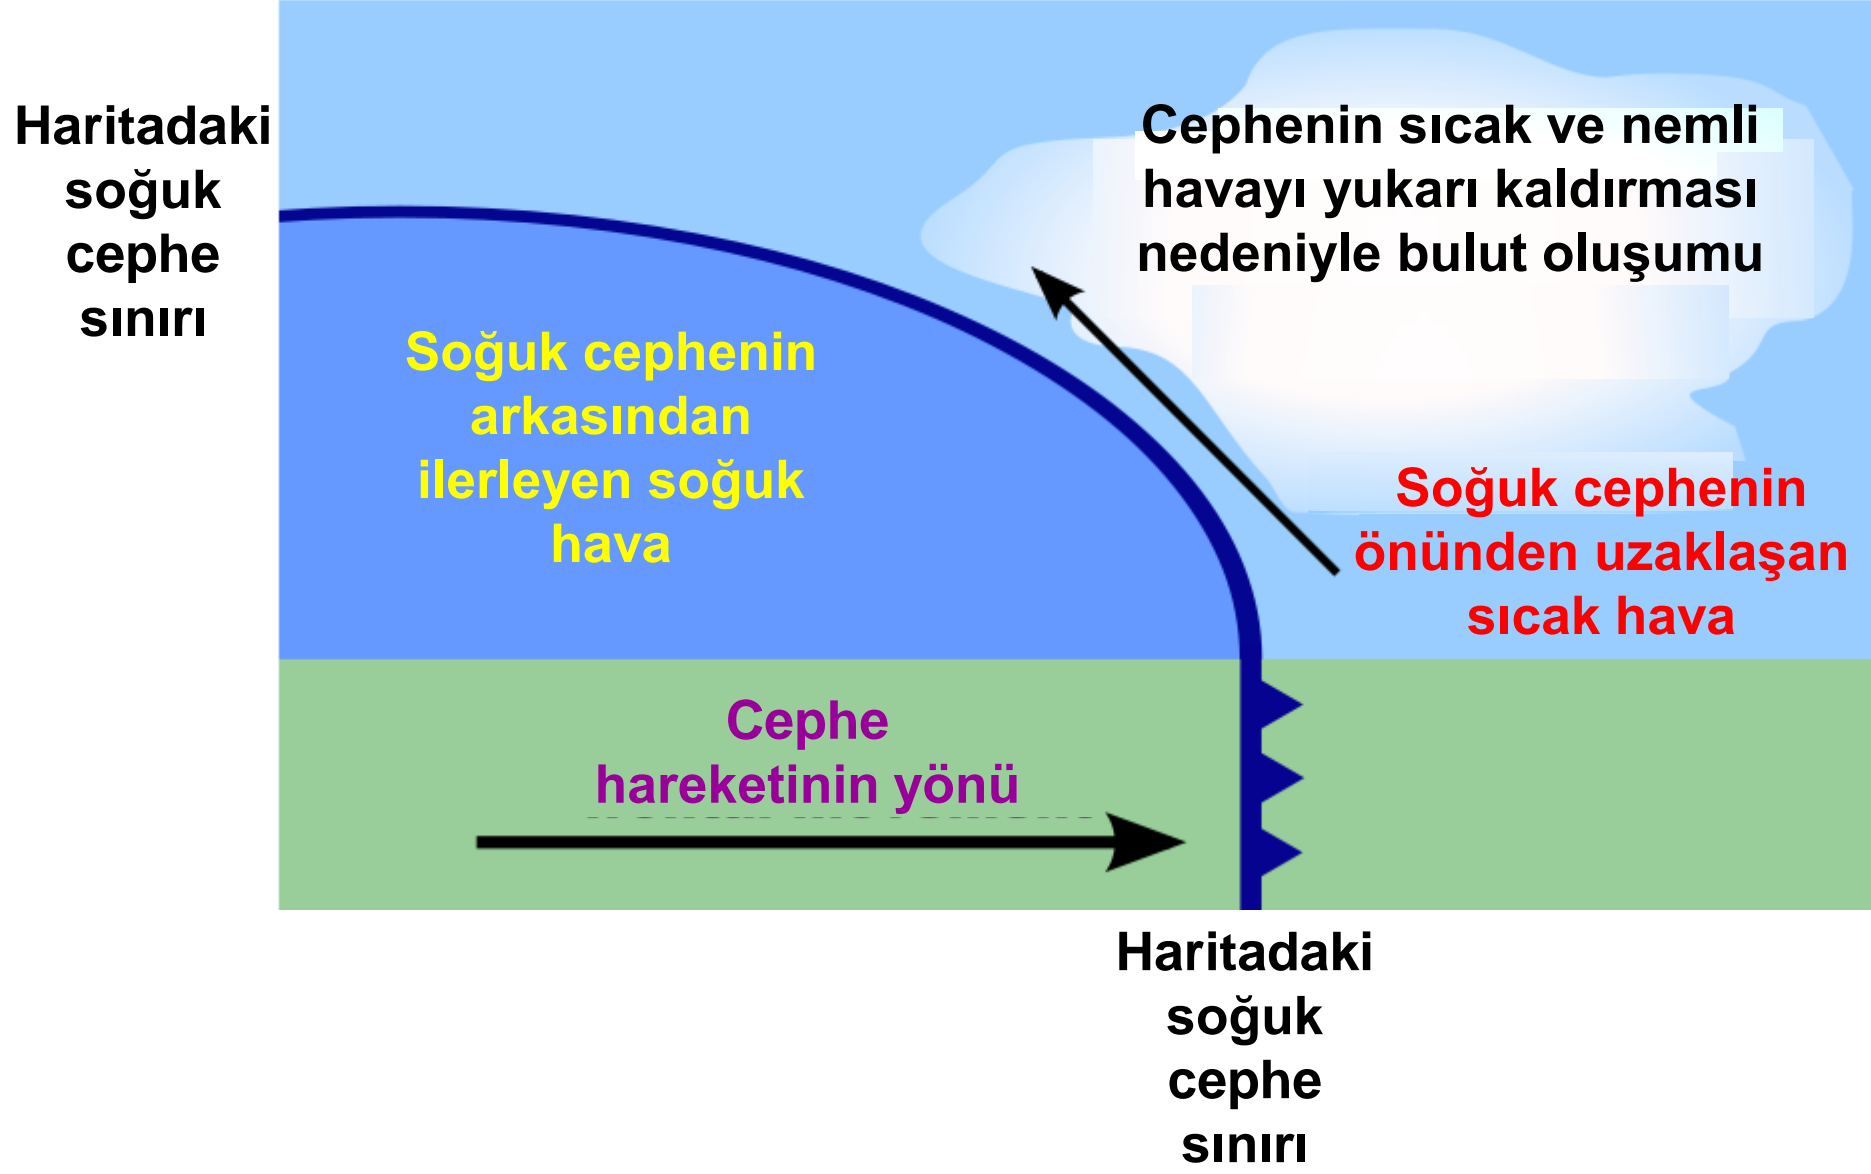 Haritadaki
soğuk
cephe
sınırı
Cephenin sıcak ve nemli
havayı yukarı kaldırması
nedeniyle bulut oluşumu
Soğuk cephenin
arkasından
ilerleyen soğuk
hava
Soğuk cephenin
önünden uzaklaşan
sıcak hava
Cephe
hareketinin yönü
Haritadaki
soğuk
cephe
sınırı